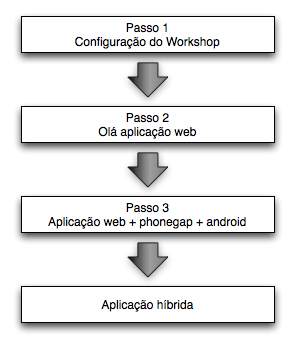 Passo 1
Configuração do Workshop
Passo 2
Olá aplicação web
Passo 3
Aplicação web + phonegap + android
Aplicação híbrida